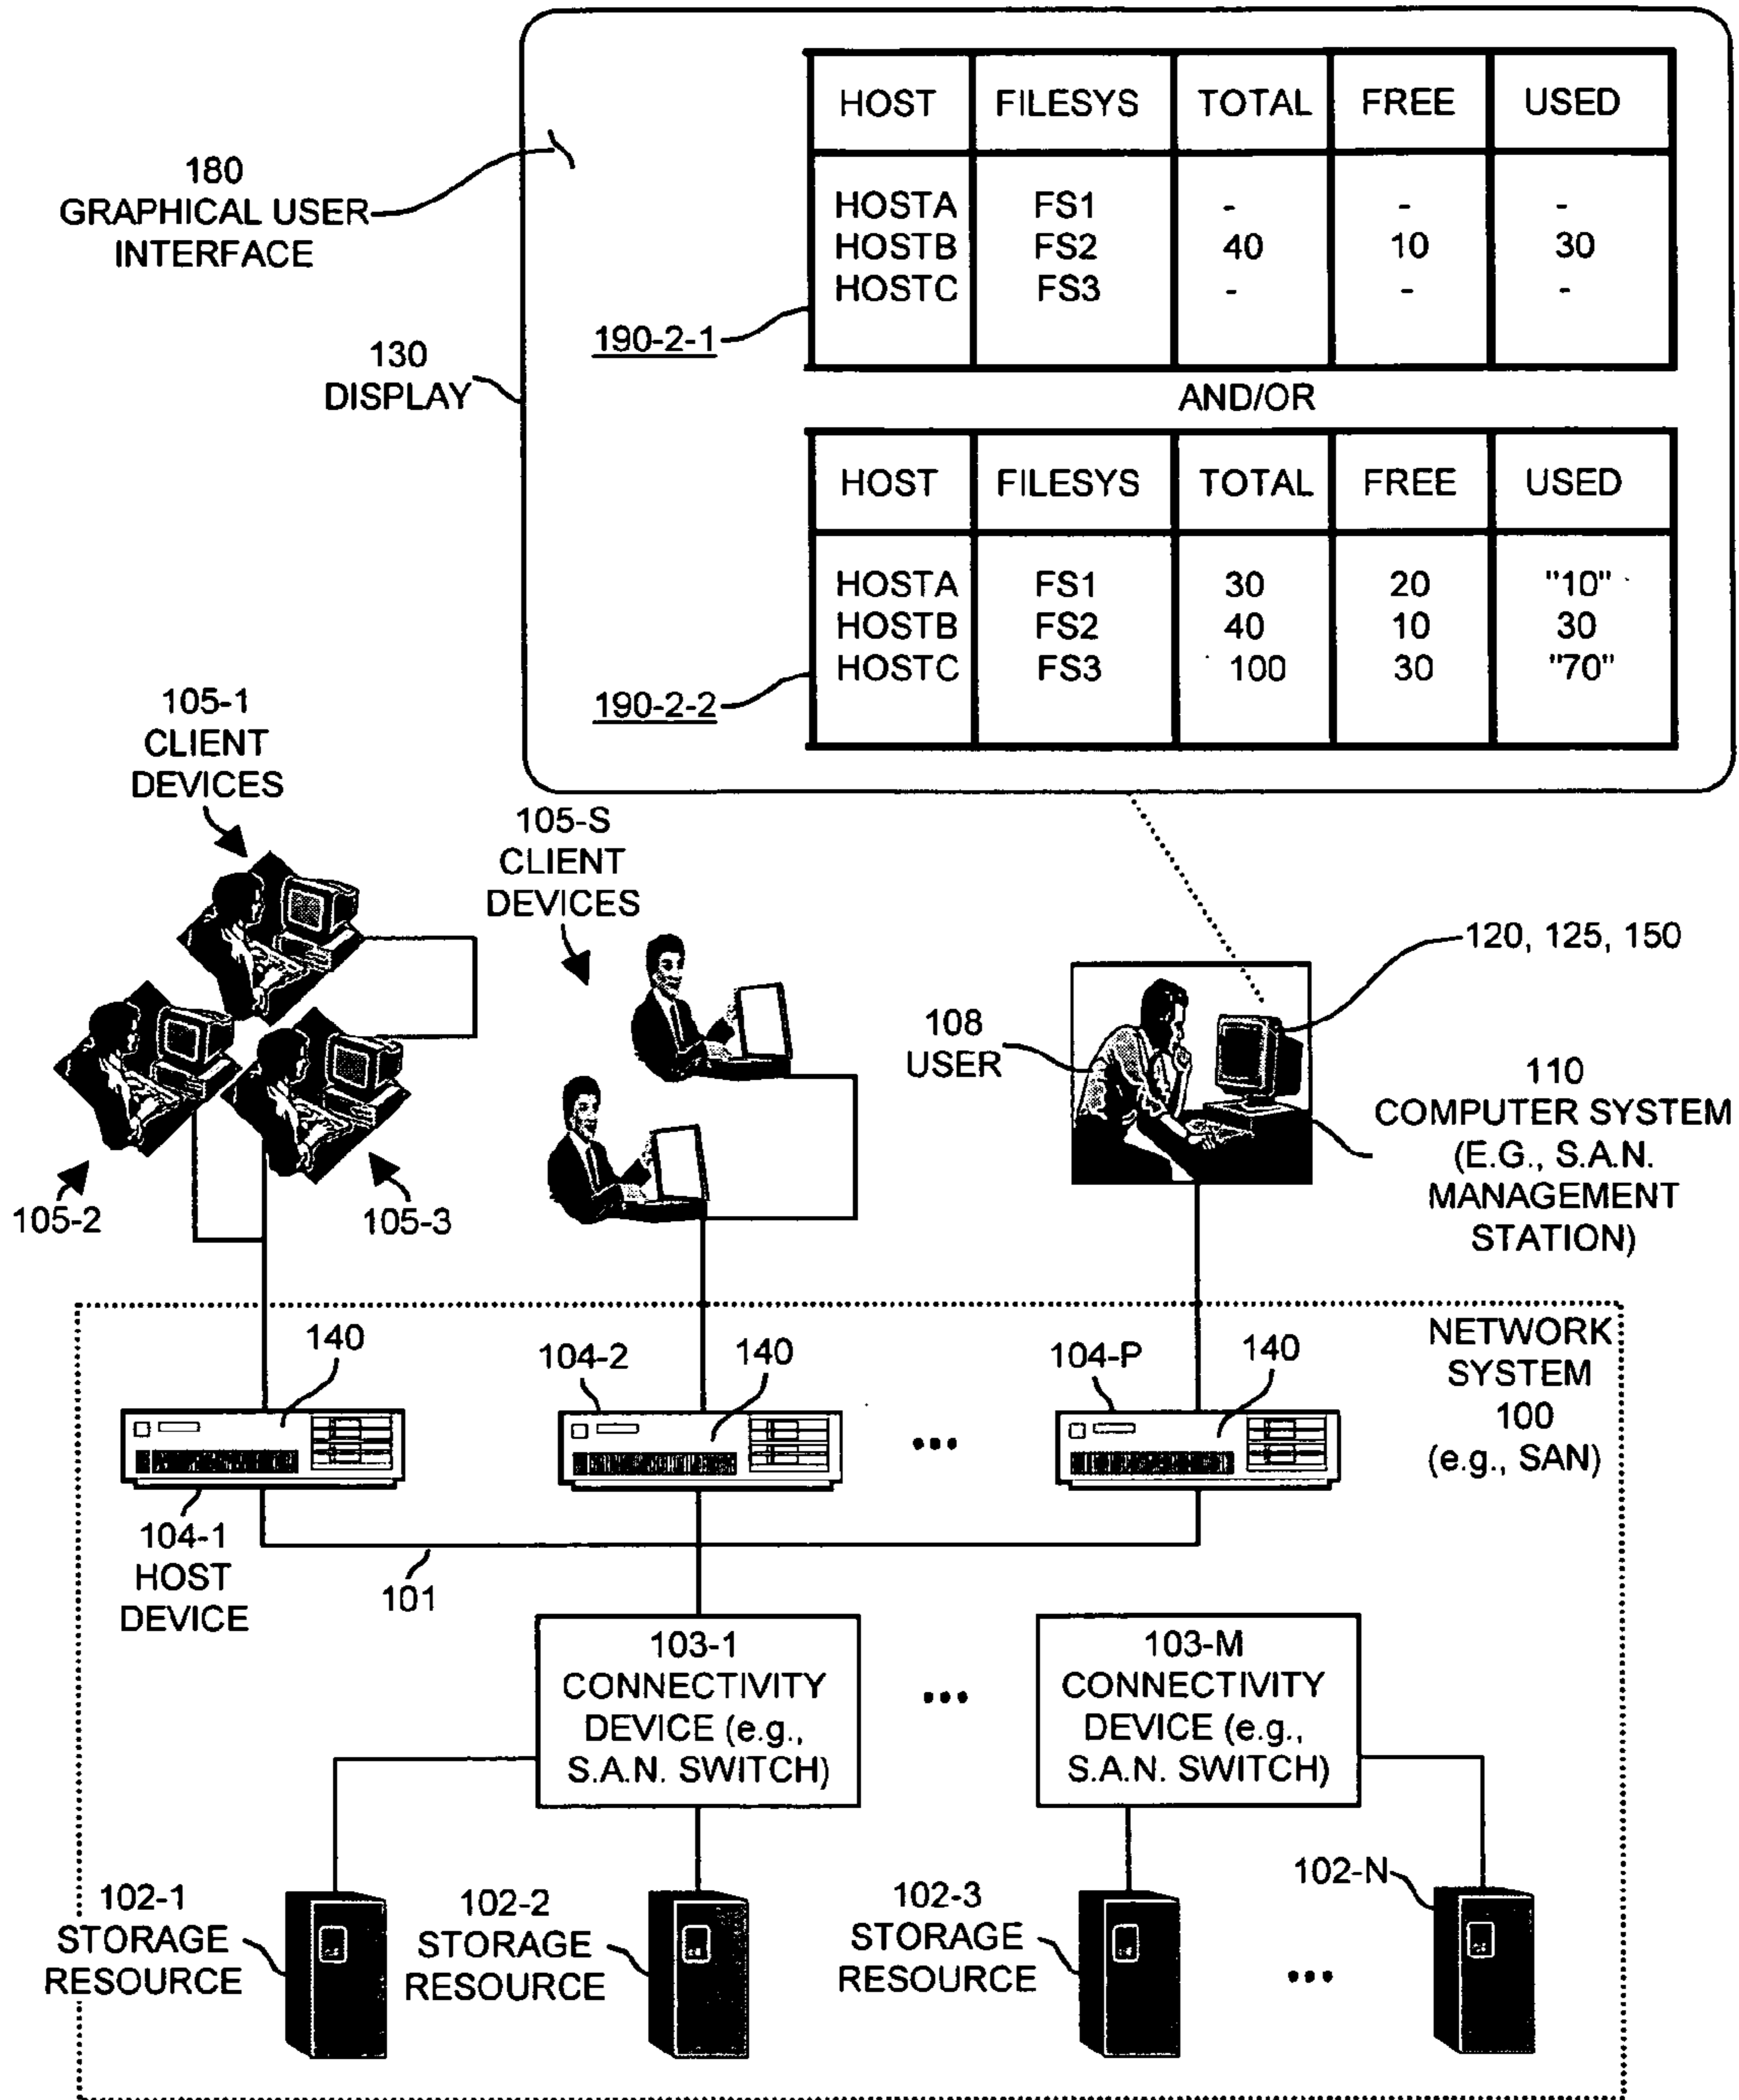 HOST FILESYS TOTAL FREE USED
HOSTA FS1 - - -
HOSTB FS2 40 10 30
HOSTC FS3 - - -
180
GRAPHICAL USER
INTERFACE
190-2-1
130
DISPLAY
AND/OR
HOST FILESYS TOTAL FREE USED
HOSTA FS1 30 20 "10"
HOSTB FS2 40 10 30
HOSTC FS3 100 30 "70"
190-2-2
105-1
CLIENT
DEVICES
105-S
CLIENT
DEVICES
120, 125, 150
108
USER
110
COMPUTER SYSTEM
(E.G., S.A.N.
MANAGEMENT
STATION)
105-2
105-3
NETWORK
SYSTEM
100
(e.g., SAN)
140
104-2
140
104-P
140
104-1
HOST
DEVICE
101
103-1
CONNECTIVITY
DEVICE (e.g.,
S.A.N. SWITCH)
...
103-M
CONNECTIVITY
DEVICE (e.g.,
S.A.N. SWITCH)
102-1
STORAGE
RESOURCE
102-2
STORAGE
RESOURCE
102-3
STORAGE
RESOURCE
...
102-N